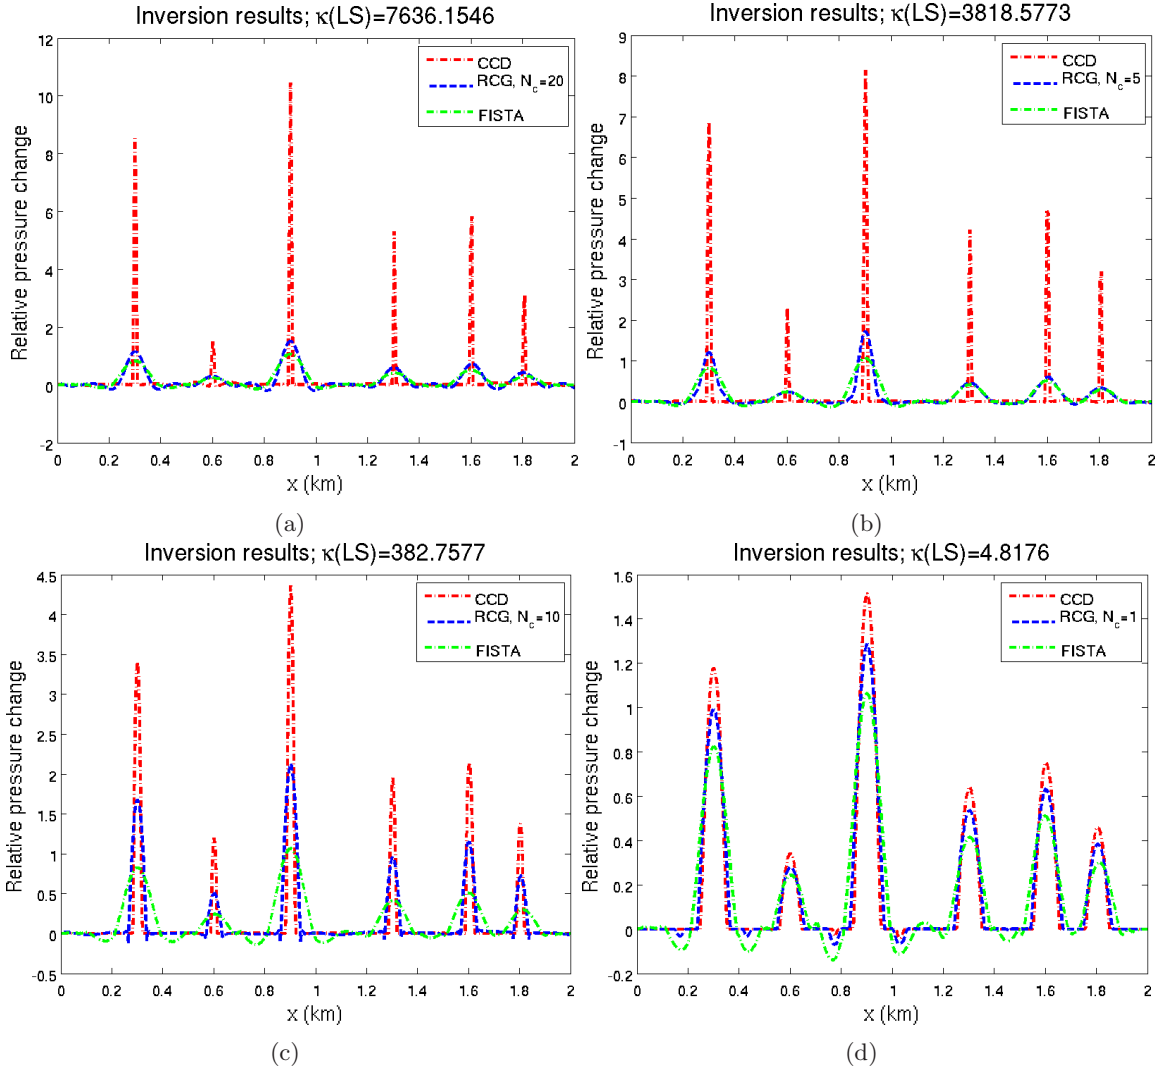 Inversion results; κ(LS)=7636.1546
12
10
8
6
4
2
0
-2
Relative pressure change
CCD
RCG, Nc=20
FISTA
0 0.2 0.4 0.6 0.8 1 1.2 1.4 1.6 1.8 2
x (km)
(a)
Inversion results; κ(LS)=3818.5773
9
8
7
6
5
4
3
2
1
0
-1
Relative pressure change
CCD
RCG, Nc=5
FISTA
0 0.2 0.4 0.6 0.8 1 1.2 1.4 1.6 1.8 2
x (km)
(b)
Inversion results; κ(LS)=382.7577
4.5
4
3.5
3
2.5
2
1.5
1
0.5
0
-0.5
Relative pressure change
CCD
RCG, Nc=10
FISTA
0 0.2 0.4 0.6 0.8 1 1.2 1.4 1.6 1.8 2
x (km)
(c)
Inversion results; κ(LS)=4.8176
1.6
1.4
1.2
1
0.8
0.6
0.4
0.2
0
-0.2
Relative pressure change
CCD
RCG, Nc=1
FISTA
0 0.2 0.4 0.6 0.8 1 1.2 1.4 1.6 1.8 2
x (km)
(d)